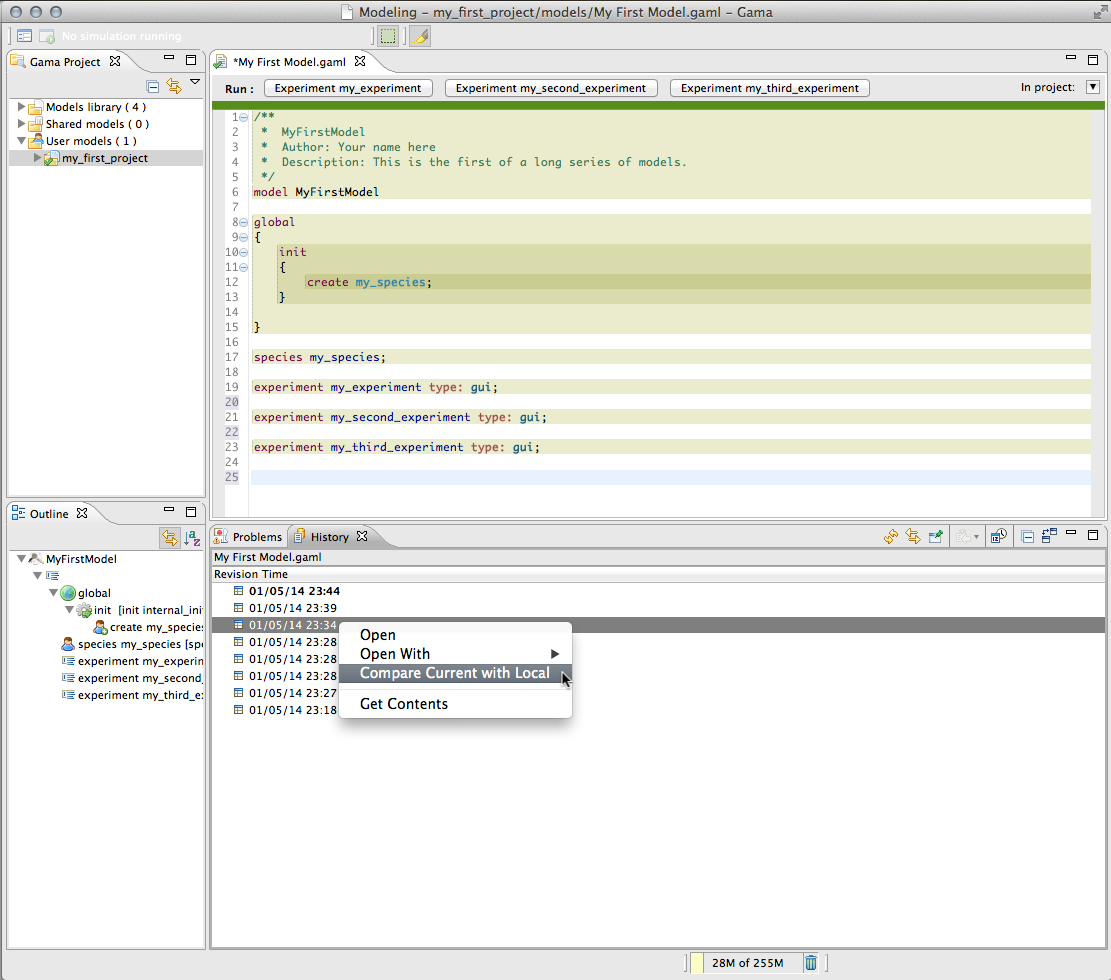 Modeling – my_first_project/models/My First Model.gaml – Gama
No simulation running
Gama Project
Models library ( 4 )
Shared models ( 0 )
User models ( 1 )
my_first_project
*My First Model.gaml
Run : Experiment my_experiment Experiment my_second_experiment Experiment my_third_experiment In project:
1 /**
2 * MyFirstModel
3 * Author: Your name here
4 * Description: This is the first of a long series of models.
5 */
6 model MyFirstModel
7
8 global
9 {
10 init
11 {
12 create my_species;
13 }
14
15 }
16
17 species my_species;
18
19 experiment my_experiment type: gui;
20
21 experiment my_second_experiment type: gui;
22
23 experiment my_third_experiment type: gui;
24
25
Outline
MyFirstModel
global
init [init internal_ini
create my_specie
species my_species [spe
experiment my_experin
experiment my_second_
experiment my_third_e
Problems
History
My First Model.gaml
Revision Time
01/05/14 23:44
01/05/14 23:39
01/05/14 23:34
01/05/14 23:28
01/05/14 23:28
01/05/14 23:28
01/05/14 23:27
01/05/14 23:18
Open
Open With
Compare Current with Local
Get Contents
28M of 255M